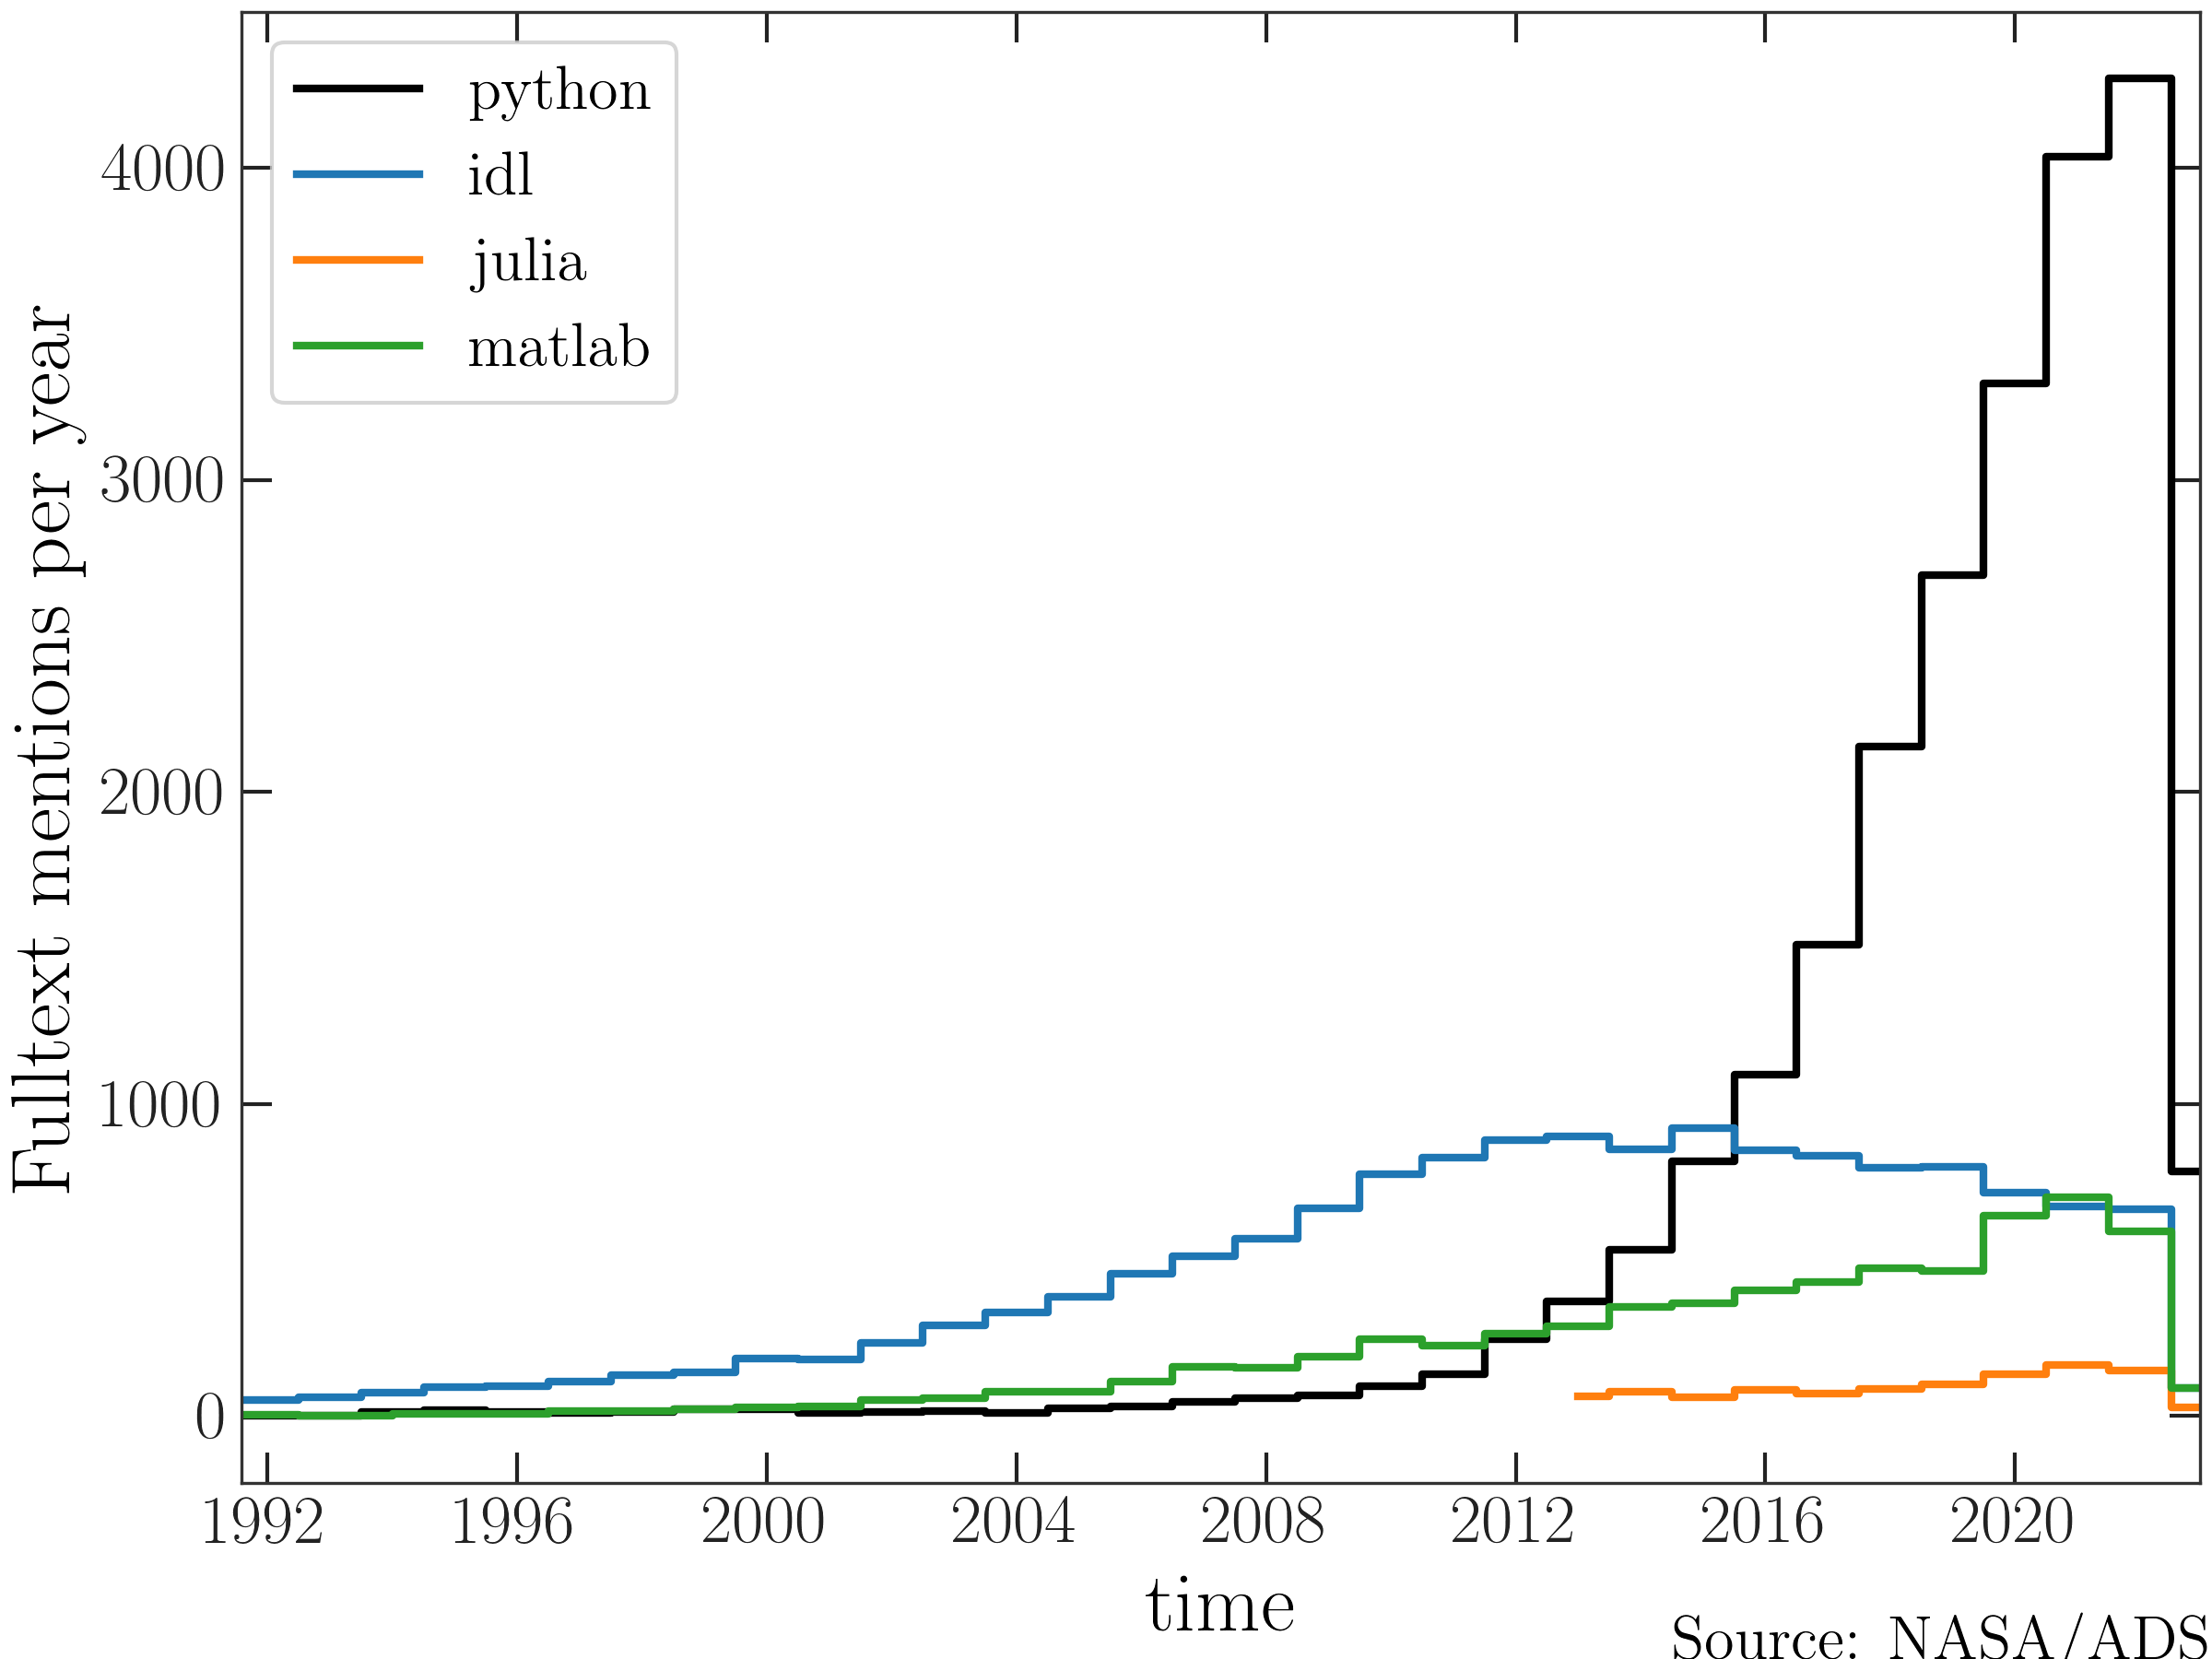 python
idl
julia
matlab
Fulltext mentions per year
4000
3000
2000
1000
0
1992 1996 2000 2004 2008 2012 2016 2020
time
Source: NASA/ADS